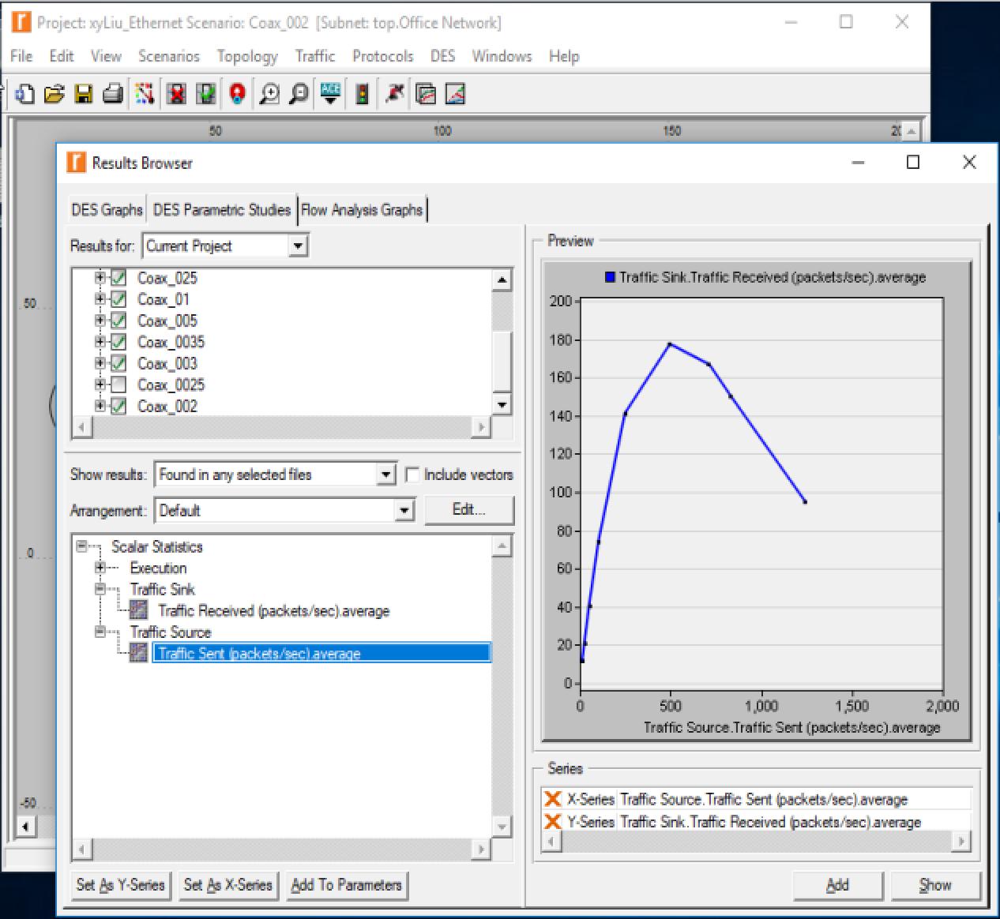 Project: xyLiu_Ethernet Scenario: Coax_002 [Subnet: top.Office Network]
File Edit View Scenarios Topology Traffic Protocols DES Windows Help
ACE
50 100 150 20
Results Browser
DES Graphs DES Parametric Studies Flow Analysis Graphs
Results for: Current Project
Coax_025
Coax_01
Coax_005
Coax_0035
Coax_003
Coax_0025
Coax_002
50
0
-50
Show results: Found in any selected files Include vectors
Arrangement: Default Edit...
Scalar Statistics
Execution
Traffic Sink
Traffic Received (packets/sec).average
Traffic Source
Traffic Sent (packets/sec).average
Set As Y-Series Set As X-Series Add To Parameters
Preview
Traffic Sink.Traffic Received (packets/sec).average
200
180
160
140
120
100
80
60
40
20
0
0 500 1,000 1,500 2,000
Traffic Source.Traffic Sent (packets/sec).average
Series
X-Series Traffic Source.Traffic Sent (packets/sec).average
Y-Series Traffic Sink.Traffic Received (packets/sec).average
Add Show